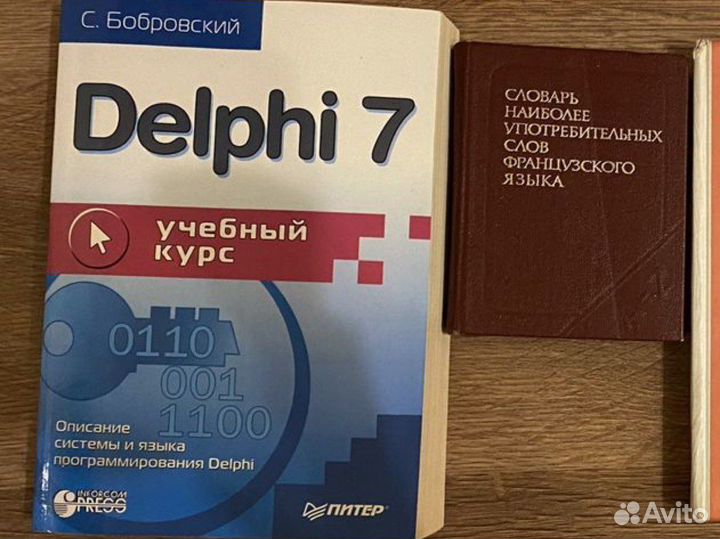 С. Бобровский
Delphi 7
учебный
курс
0110
001
1100
Описание
системы и языка
программирования Delphi
INFORCOM
PRESS
ПИТЕР
СЛОВАРЬ
НАИБОЛЕЕ
УПОТРЕБИТЕЛЬНЫХ
СЛОВ
ФРАНЦУЗСКОГО
ЯЗЫКА
Avito